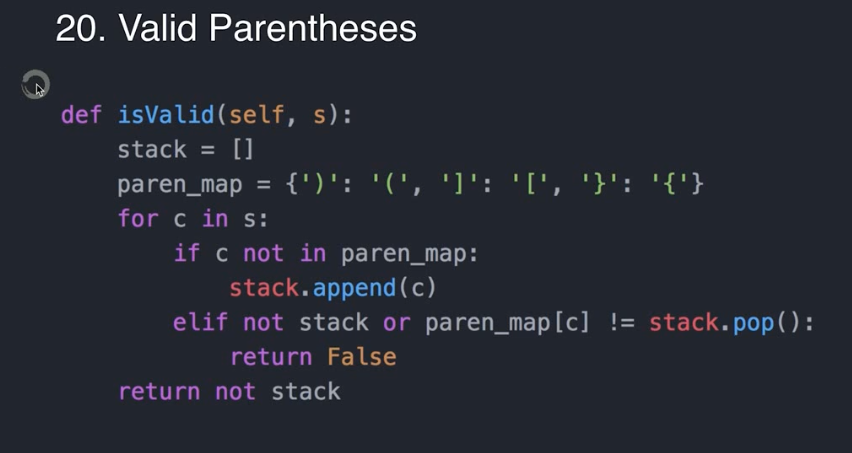 20. Valid Parentheses
def isValid(self, s):
    stack = []
    paren_map = {')': '(', ']': '[', '}': '{'}
    for c in s:
        if c not in paren_map:
            stack.append(c)
        elif not stack or paren_map[c] != stack.pop():
            return False
    return not stack